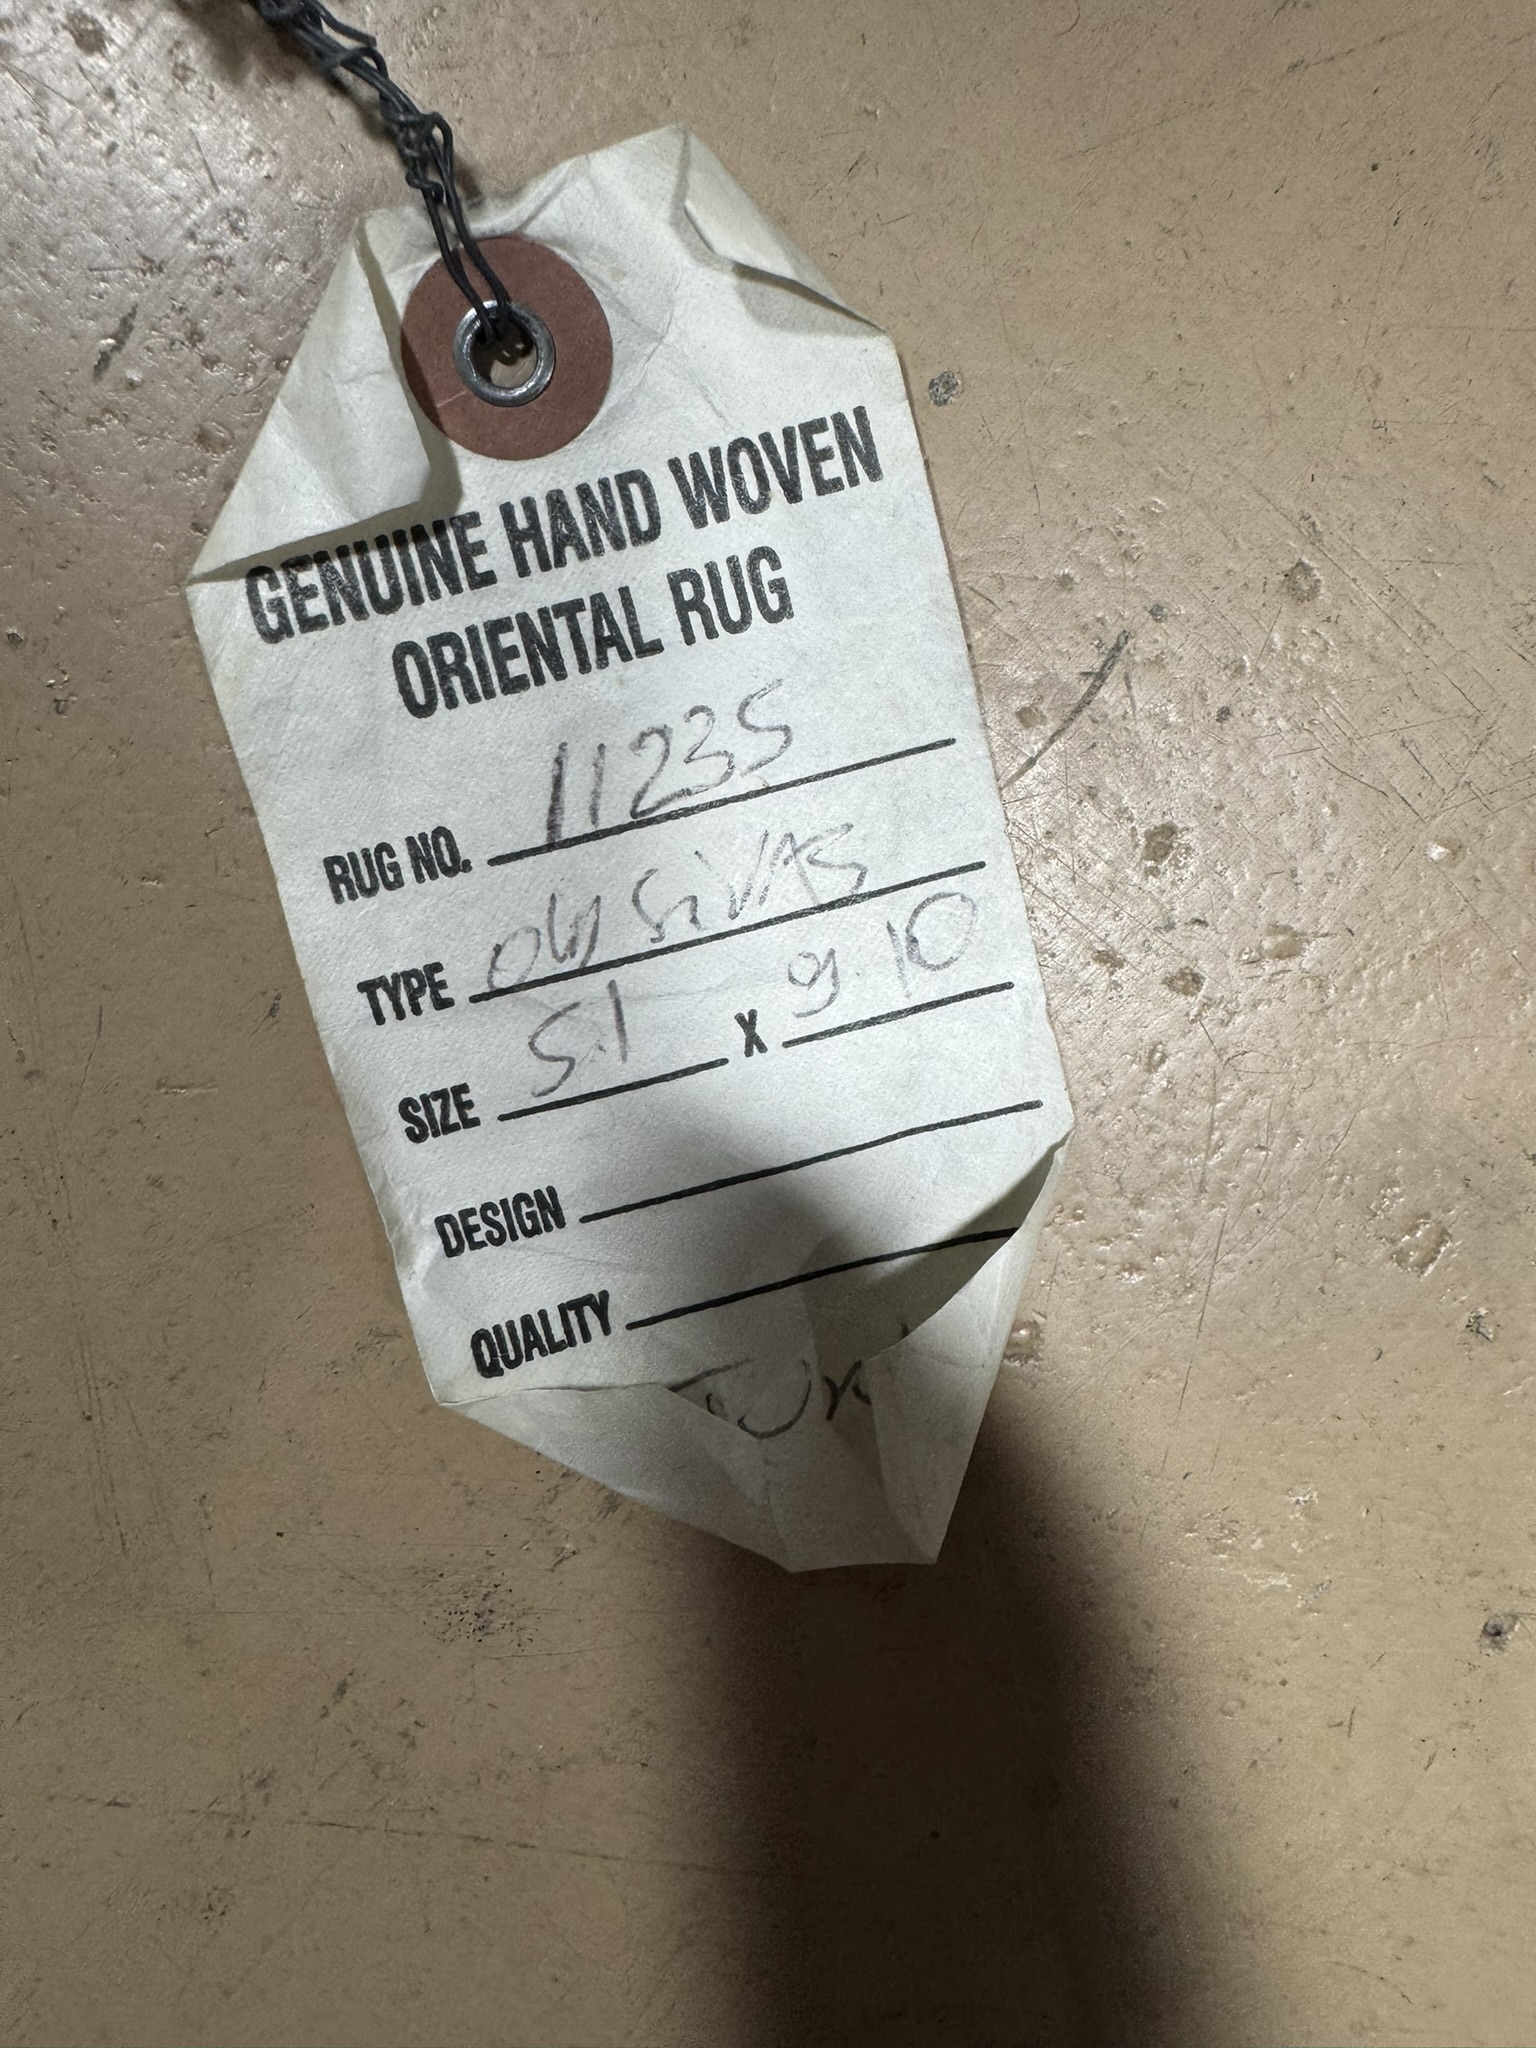 GENUINE HAND WOVEN
ORIENTAL RUG
RUG NO. 11235
TYPE old SiVAS
SIZE 5.1 X 9.10
DESIGN
QUALITY